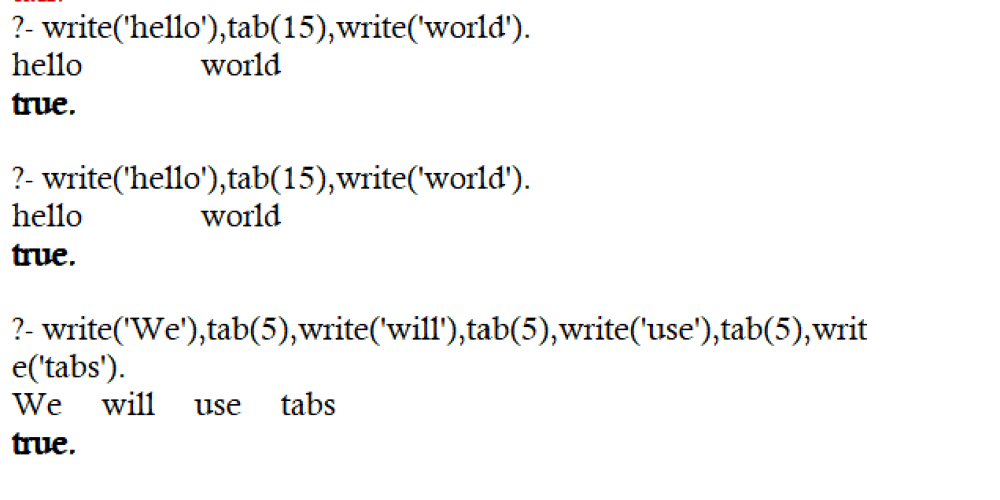 ?- write('hello'),tab(15),write('world').
hello               world
true.
?- write('hello'),tab(15),write('world').
hello               world
true.
?- write('We'),tab(5),write('will'),tab(5),write('use'),tab(5),writ
e('tabs').
We     will     use     tabs
true.